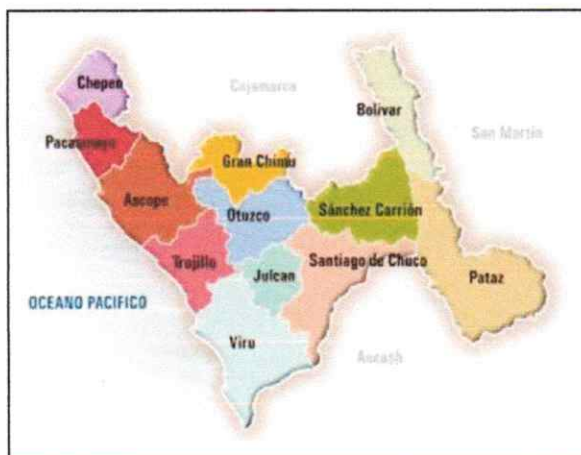 Chepen
Cajamarca
Bolívar
San Martín
Pacasmayo
Gran Chimu
Ascope
Otuzco
Sánchez Carrión
Trujillo
Julcan
Santiago de Chuco
Pataz
OCEANO PACIFICO
Viru
Ancash